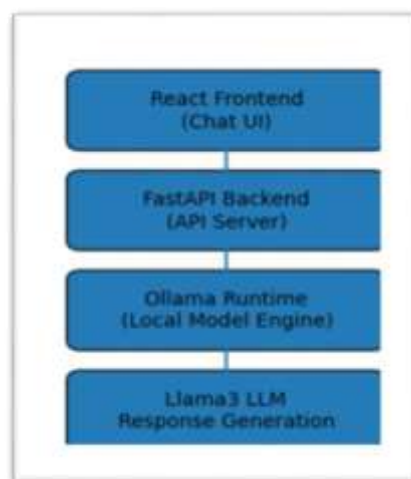 React Frontend
(Chat UI)
FastAPI Backend
(API Server)
Ollama Runtime
(Local Model Engine)
Llama3 LLM
Response Generation